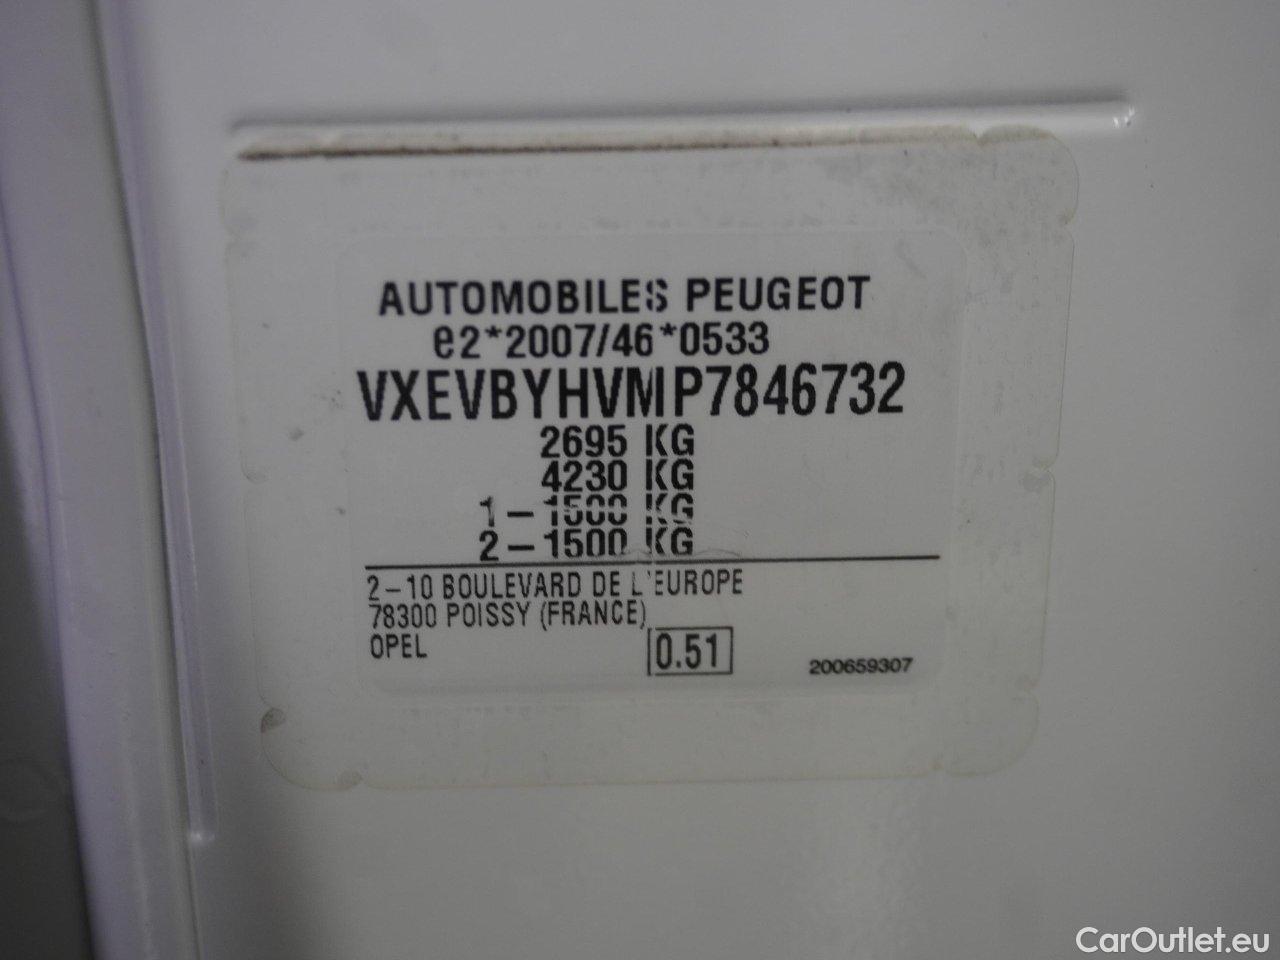 AUTOMOBILES PEUGEOT
e2*2007/46*0533
VXEVBYHVMP7846732
2695 KG
4230 KG
1-1500 KG
2-1500 KG
2-10 BOULEVARD DE L'EUROPE
78300 POISSY (FRANCE)
OPEL
0.51
200659307
CarOutlet.eu